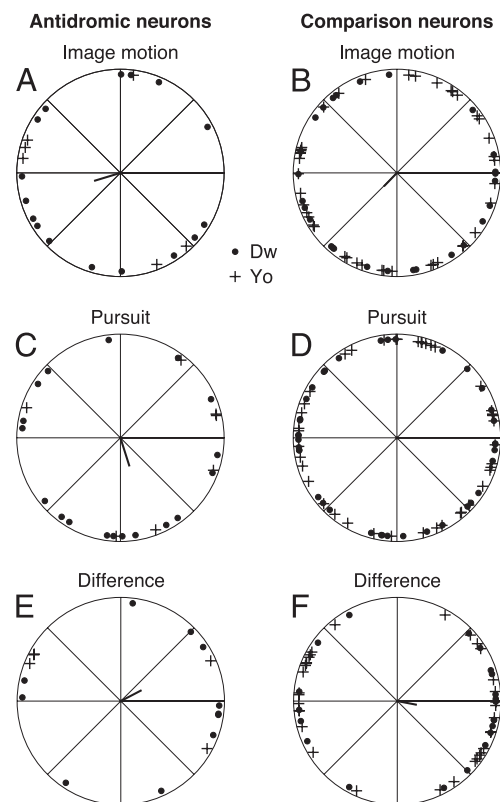 Antidromic neurons
Comparison neurons
Image motion
Image motion
A
B
• Dw
+ Yo
Pursuit
Pursuit
C
D
Difference
Difference
E
F